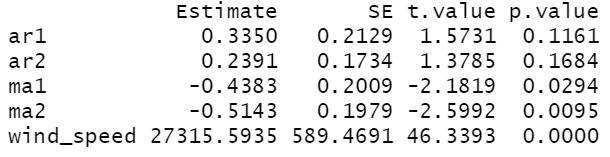 Estimate SE t.value p.value
ar1 0.3350 0.2129 1.5731 0.1161
ar2 0.2391 0.1734 1.3785 0.1684
ma1 -0.4383 0.2009 -2.1819 0.0294
ma2 -0.5143 0.1979 -2.5992 0.0095
wind_speed 27315.5935 589.4691 46.3393 0.0000